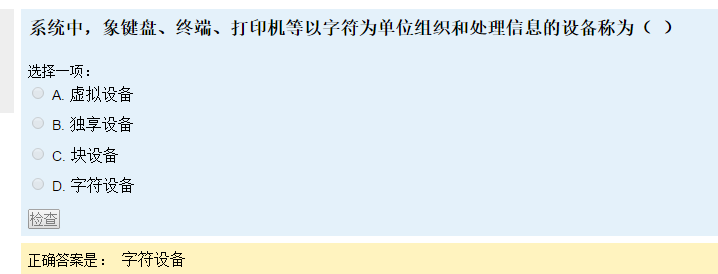 系统中，象键盘、终端、打印机等以字符为单位组织和处理信息的设备称为（ ）
选择一项：
A. 虚拟设备
B. 独享设备
C. 块设备
D. 字符设备
检查
正确答案是： 字符设备